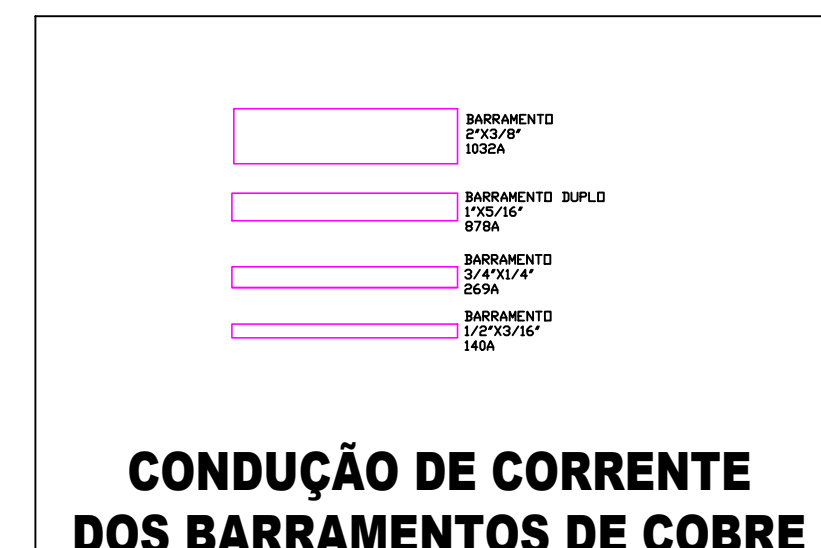 BARRAMENTO
2"X3/8"
1032A
BARRAMENTO DUPLO
1"X5/16"
878A
BARRAMENTO
3/4"X1/4"
269A
BARRAMENTO
1/2"X3/16"
140A
CONDUÇÃO DE CORRENTE
DOS BARRAMENTOS DE COBRE